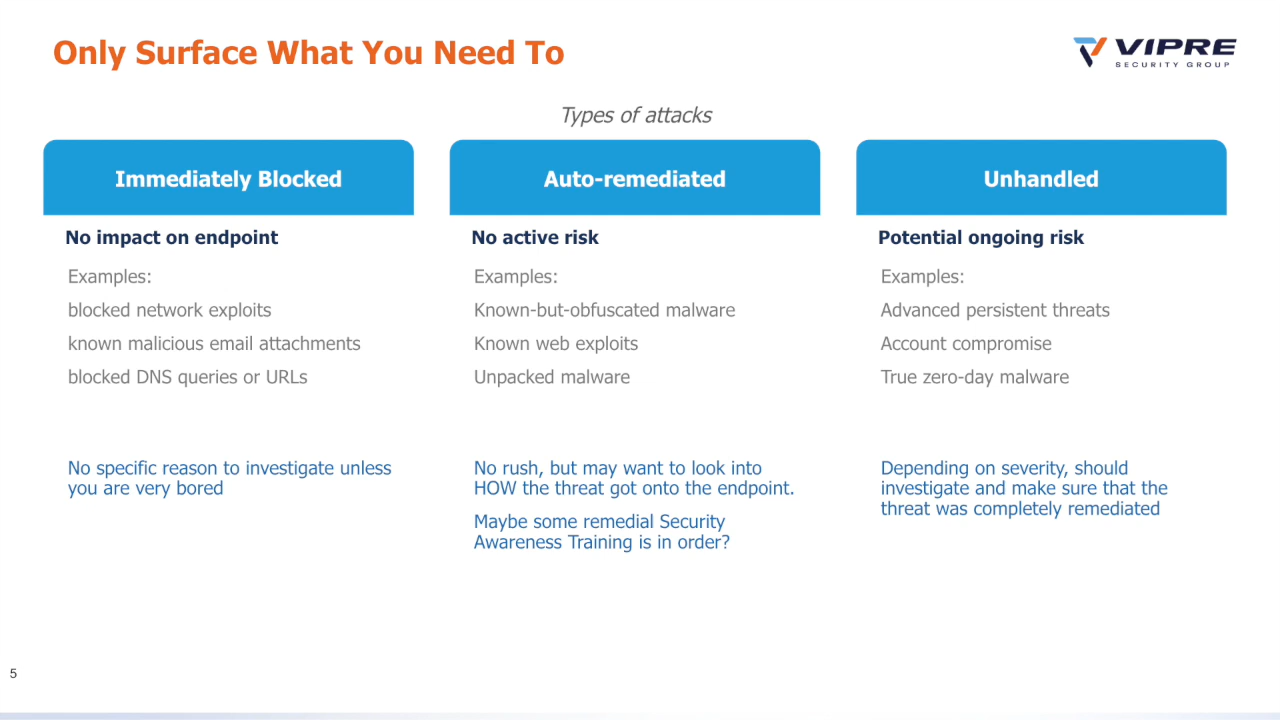 Only Surface What You Need To
VIPRE
SECURITY GROUP
Types of attacks
Immediately Blocked
No impact on endpoint
Examples:
blocked network exploits
known malicious email attachments
blocked DNS queries or URLs
No specific reason to investigate unless
you are very bored
Auto-remediated
No active risk
Examples:
Known-but-obfuscated malware
Known web exploits
Unpacked malware
No rush, but may want to look into
HOW the threat got onto the endpoint.
Maybe some remedial Security
Awareness Training is in order?
Unhandled
Potential ongoing risk
Examples:
Advanced persistent threats
Account compromise
True zero-day malware
Depending on severity, should
investigate and make sure that the
threat was completely remediated
5